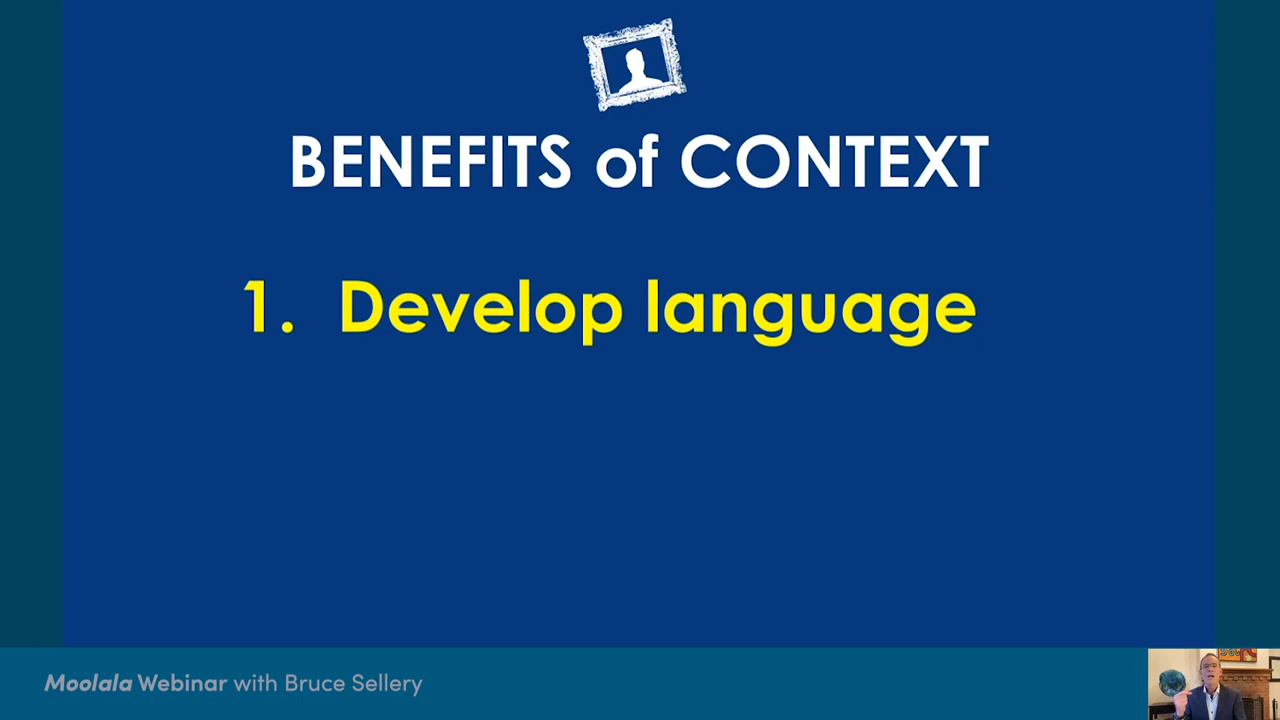 BENEFITS of CONTEXT
1. Develop language
Moolala Webinar with Bruce Sellery